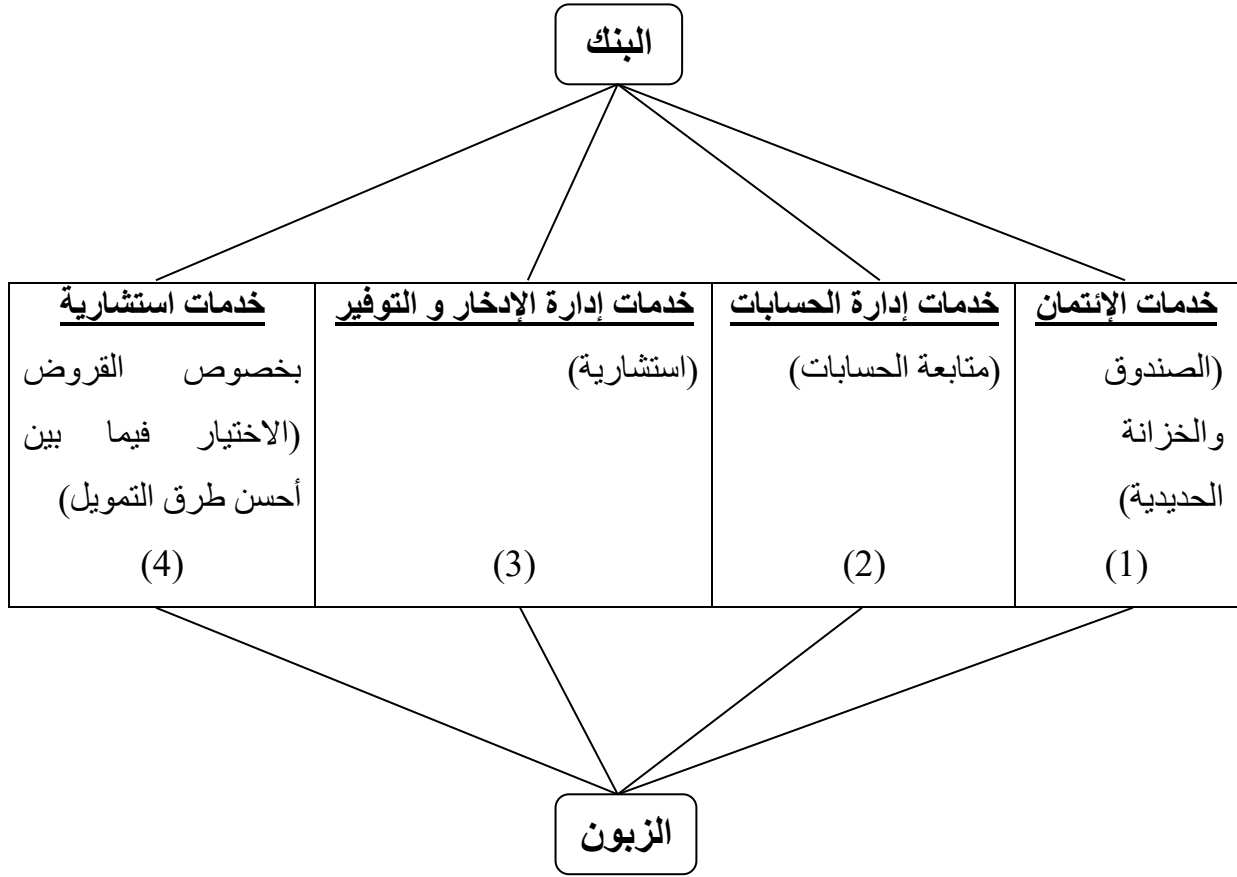 البنك
خدمات الإئتمان
(الصندوق
والخزانة
الحديدية)
(1)
خدمات إدارة الحسابات
(متابعة الحسابات)
(2)
خدمات إدارة الإدخار و التوفير
(استشارية)
(3)
خدمات استشارية
بخصوص القروض
(الاختيار فيما بين
أحسن طرق التمويل)
(4)
الزبون